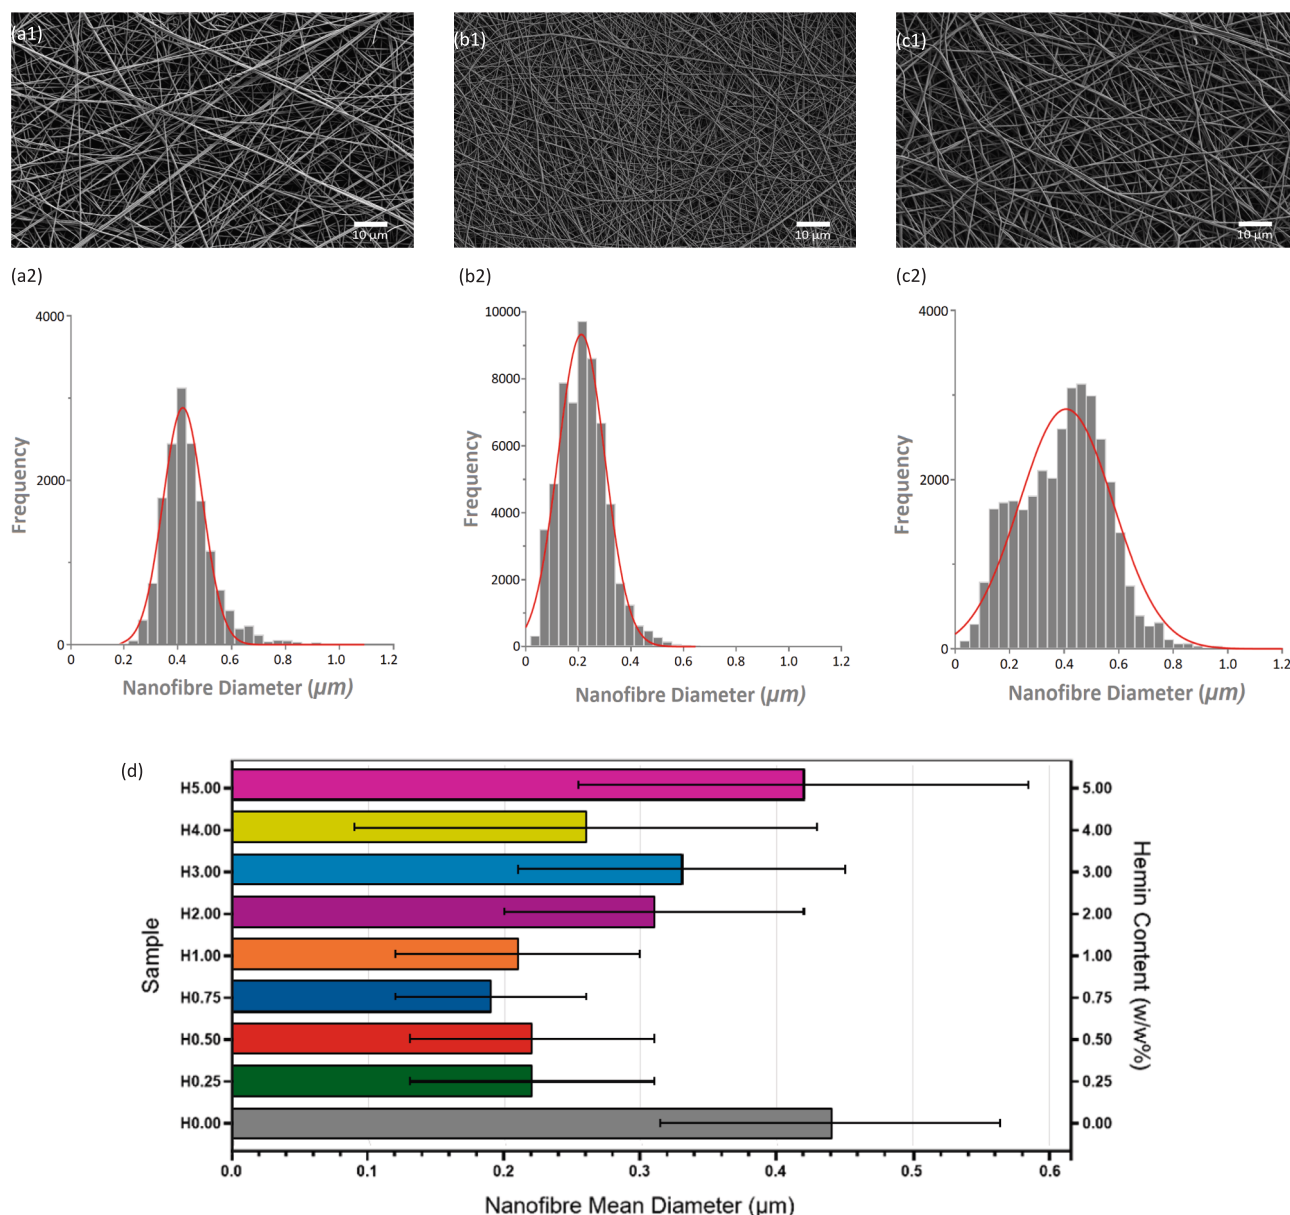 (a1)
(b1)
(c1)
10 µm
10 µm
10 µm
(a2)
(b2)
(c2)
4000
2000
0
Frequency
0 0.2 0.4 0.6 0.8 1.0 1.2
Nanofibre Diameter (µm)
10000
8000
6000
4000
2000
0
Frequency
0 0.2 0.4 0.6 0.8 1.0 1.2
Nanofibre Diameter (µm)
4000
2000
0
Frequency
0 0.2 0.4 0.6 0.8 1.0 1.2
Nanofibre Diameter (µm)
(d)
Sample
H5.00
H4.00
H3.00
H2.00
H1.00
H0.75
H0.50
H0.25
H0.00
5.00
4.00
3.00
2.00
1.00
0.75
0.50
0.25
0.00
Hemin Content (w/w%)
0.0 0.1 0.2 0.3 0.4 0.5 0.6
Nanofibre Mean Diameter (µm)